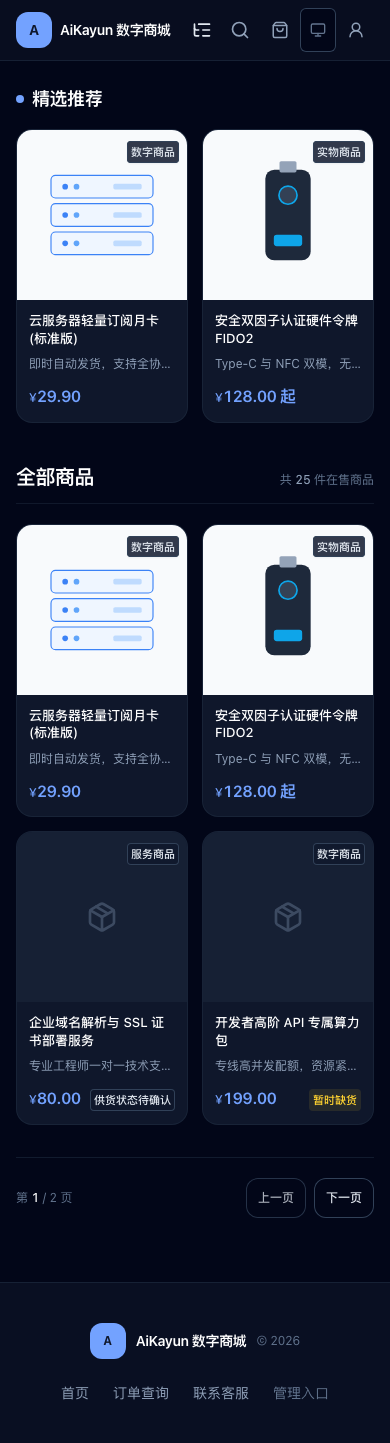 A AiKayun 数字商城
精选推荐
数字商品
云服务器轻量订阅月卡
(标准版)
即时自动发货，支持全协…
¥29.90
实物商品
安全双因子认证硬件令牌
FIDO2
Type-C 与 NFC 双模，无…
¥128.00 起
全部商品
共 25 件在售商品
数字商品
云服务器轻量订阅月卡
(标准版)
即时自动发货，支持全协…
¥29.90
实物商品
安全双因子认证硬件令牌
FIDO2
Type-C 与 NFC 双模，无…
¥128.00 起
服务商品
企业域名解析与 SSL 证
书部署服务
专业工程师一对一技术支…
¥80.00 供货状态待确认
数字商品
开发者高阶 API 专属算力
包
专线高并发配额，资源紧…
¥199.00 暂时缺货
第 1 / 2 页 上一页 下一页
A AiKayun 数字商城 © 2026
首页 订单查询 联系客服 管理入口